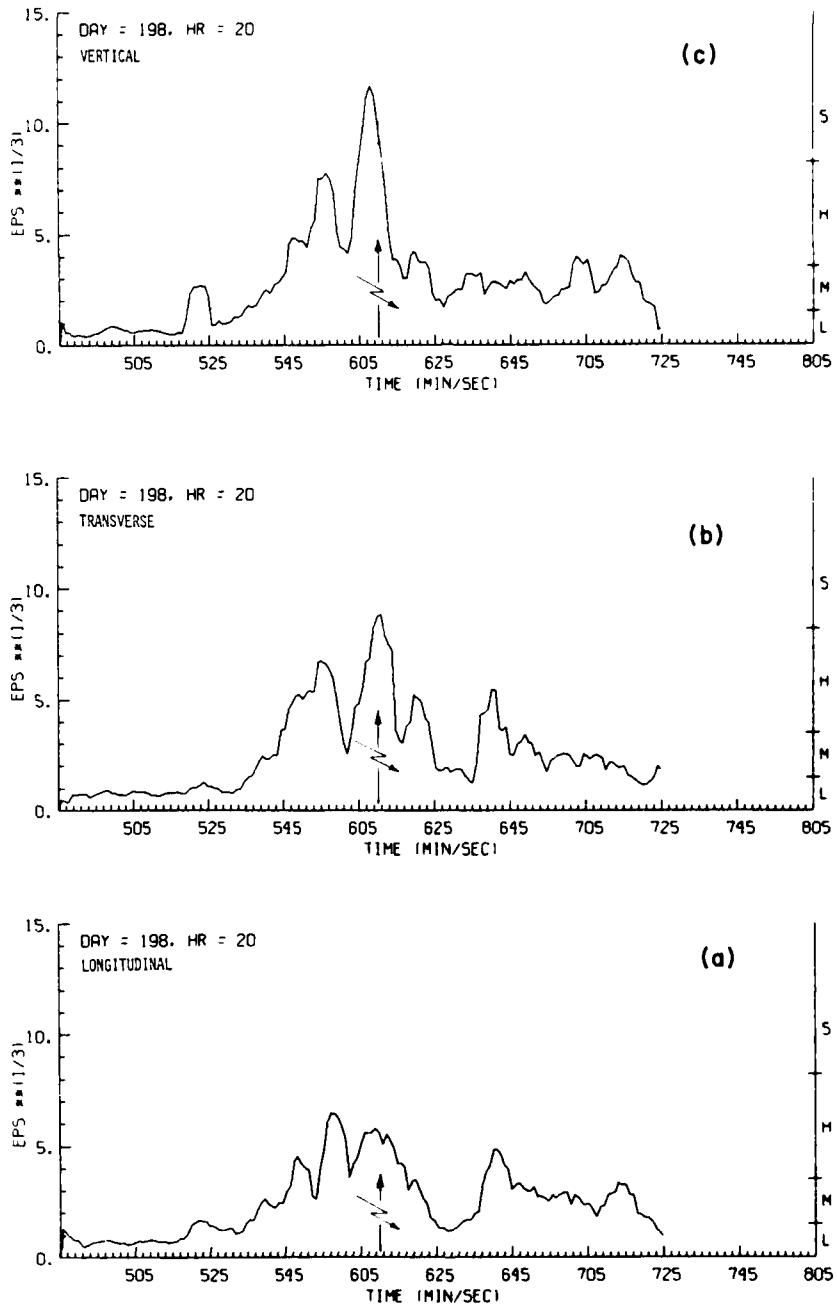 15.
DAY = 198. HR = 20
VERTICAL
(c)
10.
5.
0.
EPS **(1/3)
S
H
M
L
505 525 545 605 625 645 705 725 745 805
TIME (MIN/SEC)
15.
DAY = 198. HR = 20
TRANSVERSE
(b)
10.
5.
0.
EPS **(1/3)
S
H
M
L
505 525 545 605 625 645 705 725 745 805
TIME (MIN/SEC)
15.
DAY = 198. HR = 20
LONGITUDINAL
(a)
10.
5.
0.
EPS **(1/3)
S
H
M
L
505 525 545 605 625 645 705 725 745 805
TIME (MIN/SEC)